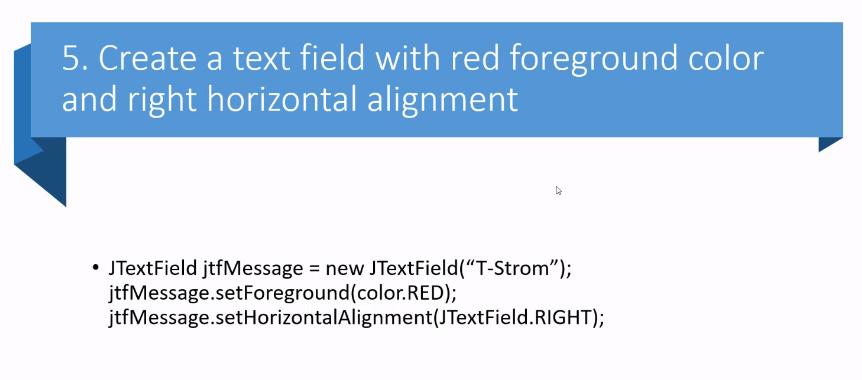 5. Create a text field with red foreground color
and right horizontal alignment
• JTextField jtfMessage = new JTextField(“T-Strom”);
jtfMessage.setForeground(color.RED);
jtfMessage.setHorizontalAlignment(JTextField.RIGHT);